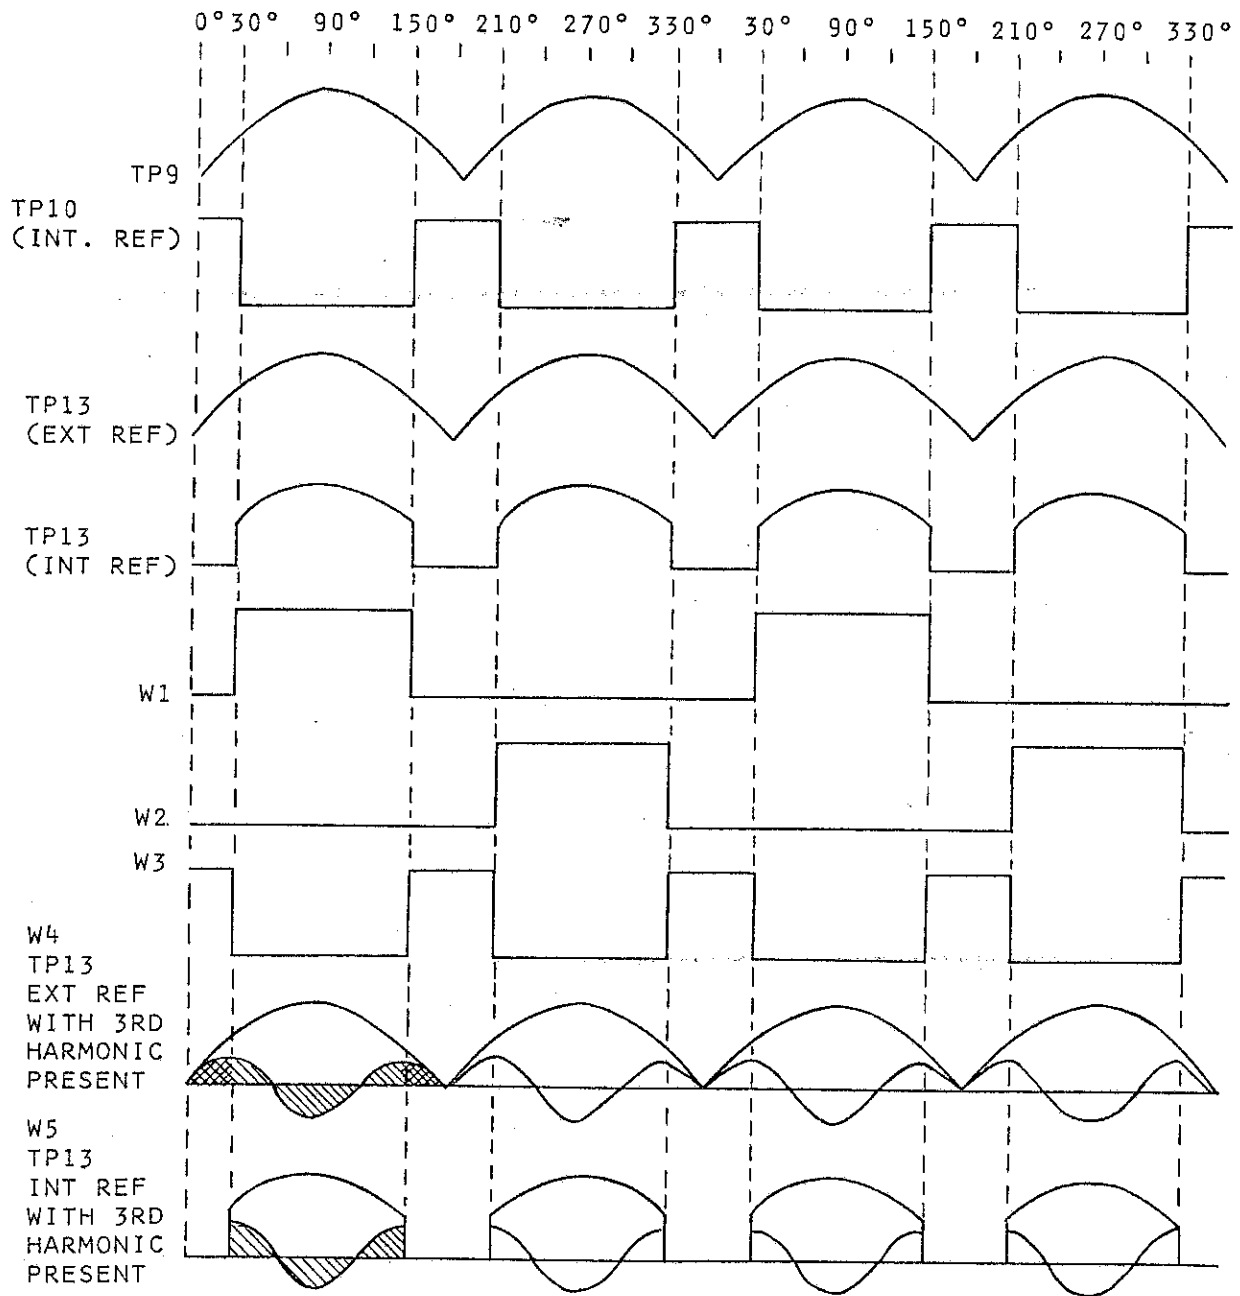 0° 30° 90° 150° 210° 270° 330° 30° 90° 150° 210° 270° 330°
TP9
TP10
(INT. REF)
TP13
(EXT REF)
TP13
(INT REF)
W1
W2
W3
W4
TP13
EXT REF
WITH 3RD
HARMONIC
PRESENT
W5
TP13
INT REF
WITH 3RD
HARMONIC
PRESENT